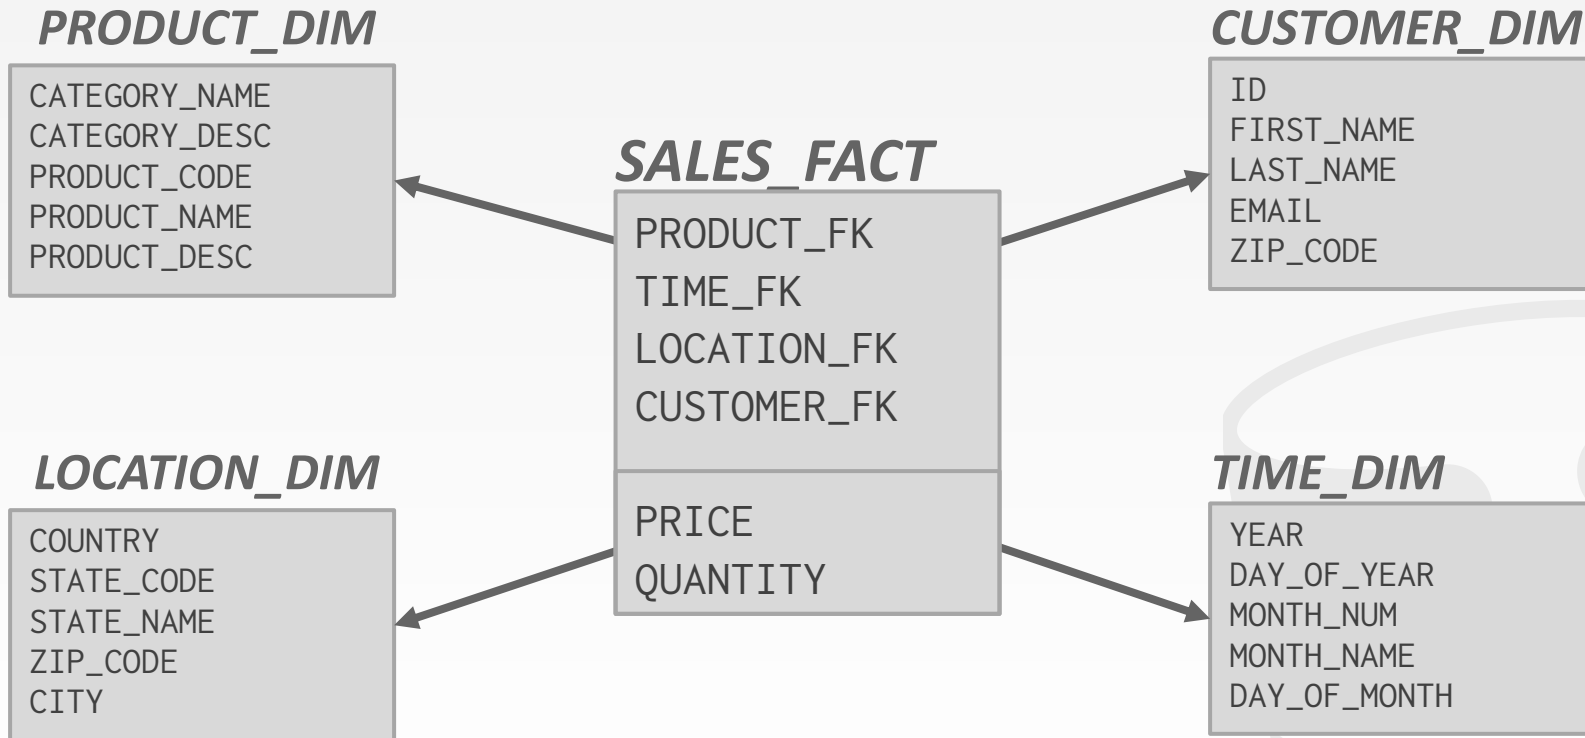 PRODUCT_DIM
CATEGORY_NAME
CATEGORY_DESC
PRODUCT_CODE
PRODUCT_NAME
PRODUCT_DESC
SALES_FACT
PRODUCT_FK
TIME_FK
LOCATION_FK
CUSTOMER_FK
PRICE
QUANTITY
CUSTOMER_DIM
ID
FIRST_NAME
LAST_NAME
EMAIL
ZIP_CODE
LOCATION_DIM
COUNTRY
STATE_CODE
STATE_NAME
ZIP_CODE
CITY
TIME_DIM
YEAR
DAY_OF_YEAR
MONTH_NUM
MONTH_NAME
DAY_OF_MONTH